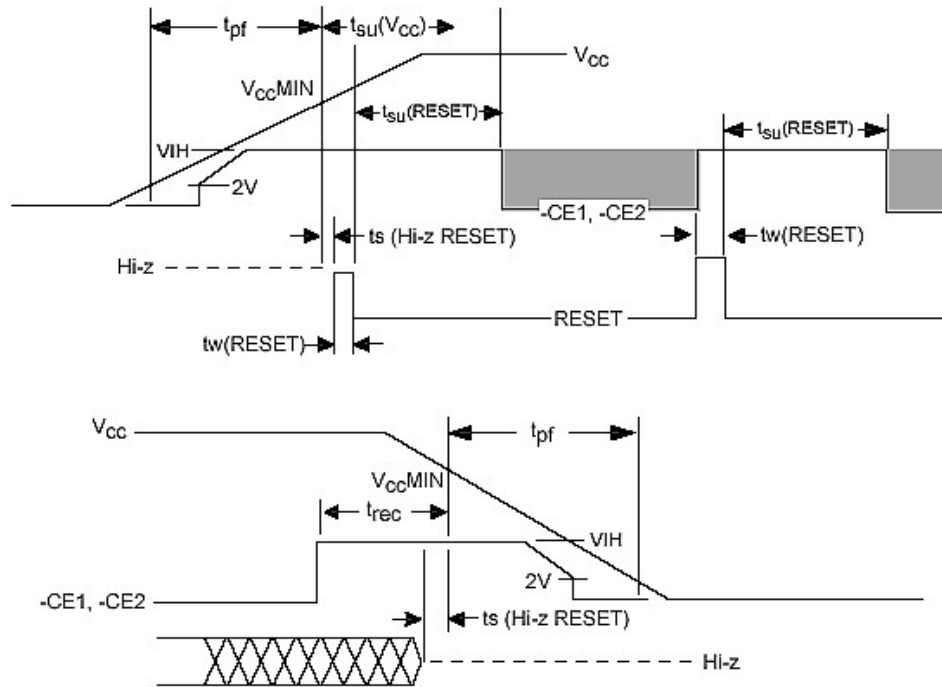 tpf
tsu(Vcc)
Vcc
VccMIN
tsu(RESET)
tsu(RESET)
VIH
2V
-CE1, -CE2
ts (Hi-z RESET)
tw(RESET)
Hi-z
RESET
tw(RESET)
Vcc
tpf
VccMIN
trec
VIH
2V
-CE1, -CE2
ts (Hi-z RESET)
Hi-z